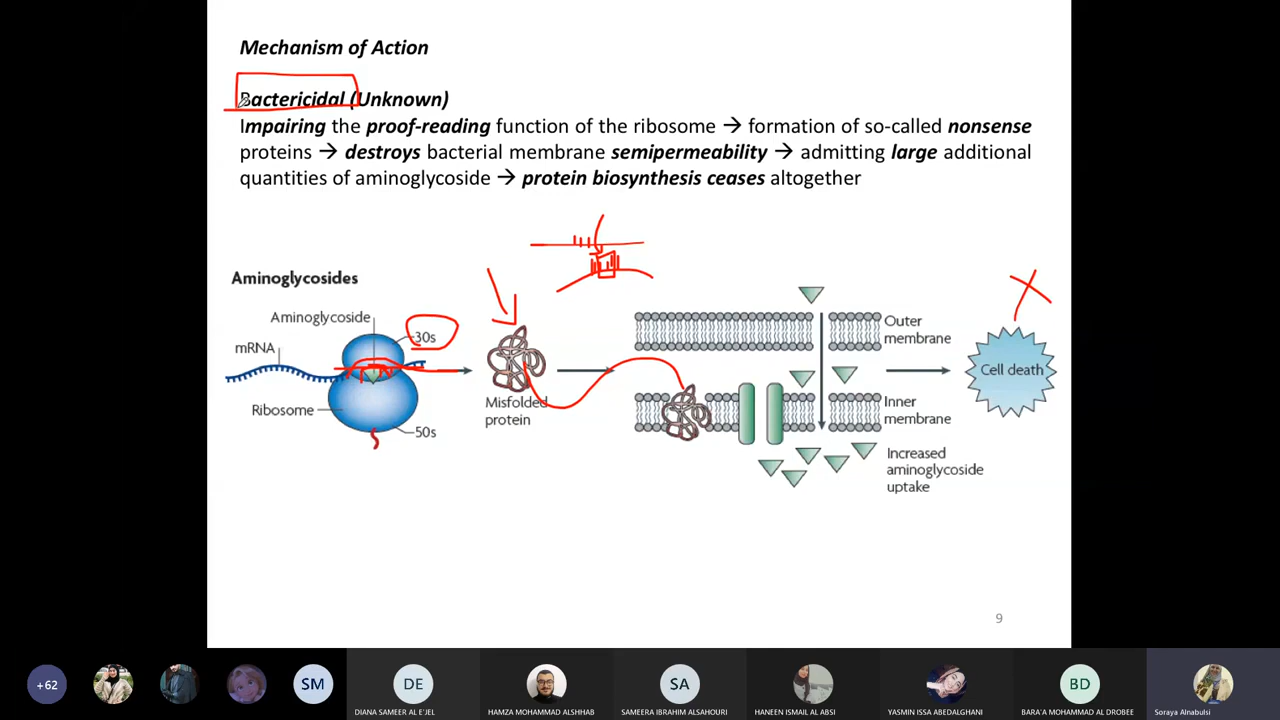 Mechanism of Action
Bactericidal (Unknown)
Impairing the proof-reading function of the ribosome → formation of so-called nonsense
proteins → destroys bacterial membrane semipermeability → admitting large additional
quantities of aminoglycoside → protein biosynthesis ceases altogether
Aminoglycosides
Aminoglycoside
30s
mRNA
Ribosome
50s
Misfolded
protein
Outer
membrane
Inner
membrane
Increased
aminoglycoside
uptake
Cell death
9
+62
SM
DE
DIANA SAMEER AL E'JEL
HAMZA MOHAMMAD ALSHHAB
SA
SAMEERA IBRAHIM ALSAHOURI
HANEEN ISMAIL AL ABSI
YASMIN ISSA ABEDALGHANI
BD
BARA'A MOHAMMAD AL DROBEE
Soraya Alnabulsi